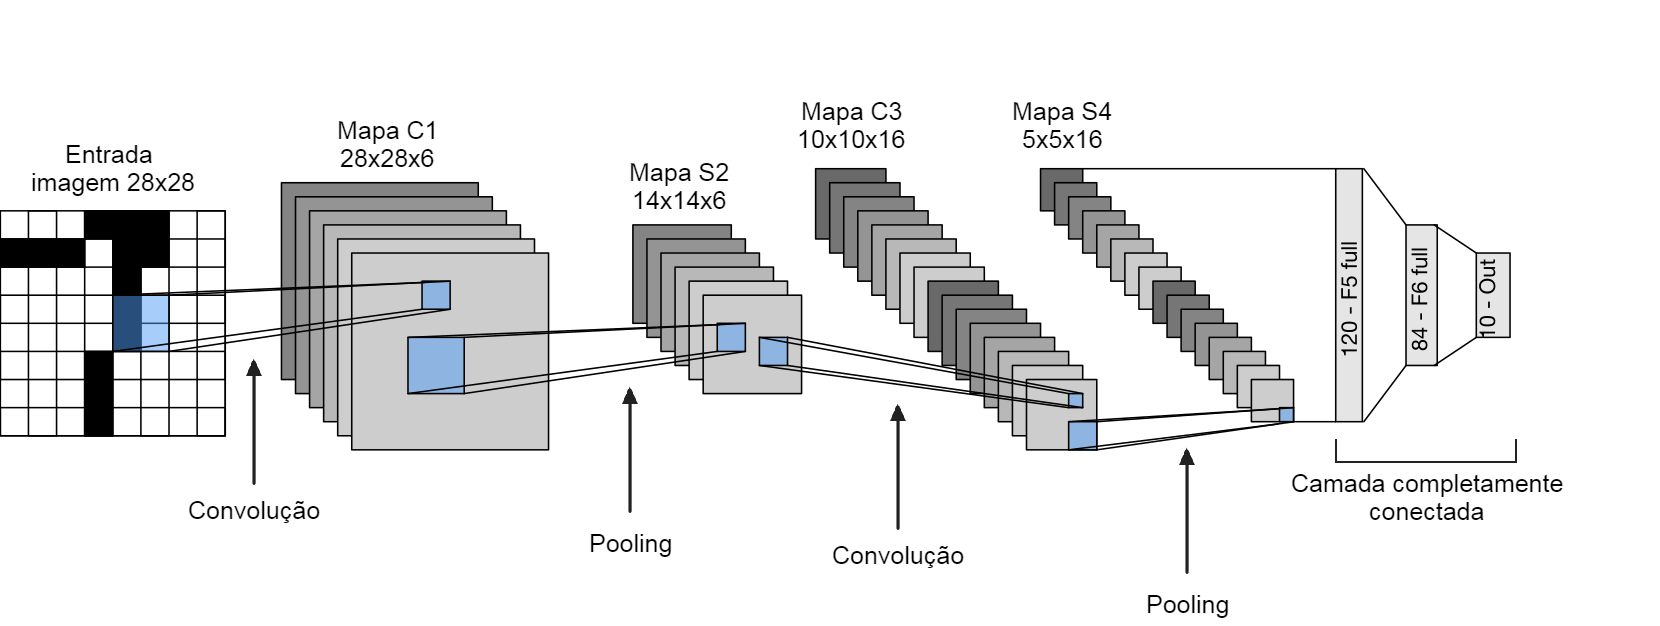 Entrada
imagem 28x28
Mapa C1
28x28x6
Mapa S2
14x14x6
Mapa C3
10x10x16
Mapa S4
5x5x16
120 - F5 full
84 - F6 full
10 - Out
Convolução
Pooling
Convolução
Pooling
Camada completamente
conectada